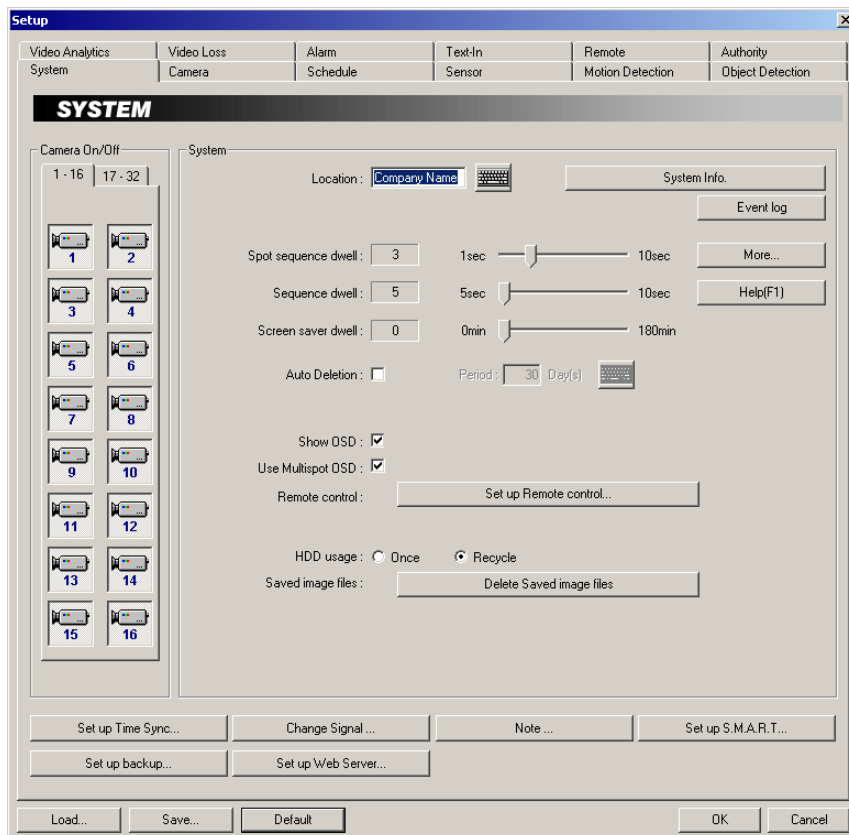 Setup
Video Analytics Video Loss Alarm Text-In Remote Authority
System Camera Schedule Sensor Motion Detection Object Detection
SYSTEM
Camera On/Off
1 - 16 17 - 32
1 2
3 4
5 6
7 8
9 10
11 12
13 14
15 16
System
Location : Company Name System Info.
Event log
Spot sequence dwell : 3 1sec 10sec More...
Sequence dwell : 5 5sec 10sec Help(F1)
Screen saver dwell : 0 0min 180min
Auto Deletion : Period : 30 Day(s)
Show OSD :
Use Multispot OSD :
Remote control : Set up Remote control...
HDD usage : Once Recycle
Saved image files : Delete Saved image files
Set up Time Sync... Change Signal ... Note ... Set up S.M.A.R.T...
Set up backup... Set up Web Server...
Load... Save... Default OK Cancel